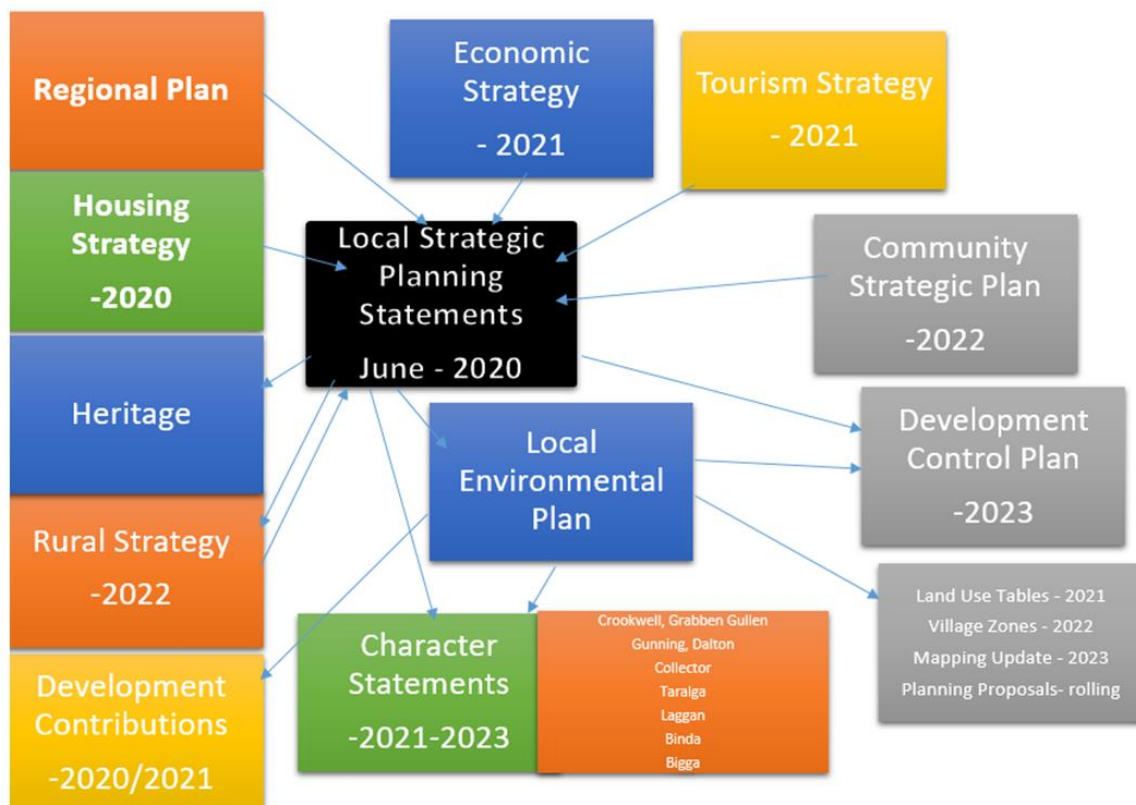 Regional Plan
Housing
Strategy
-2020
Heritage
Rural Strategy
-2022
Development
Contributions
-2020/2021
Economic
Strategy
- 2021
Tourism Strategy
- 2021
Local Strategic
Planning
Statements
June - 2020
Community
Strategic Plan
-2022
Local
Environmental
Plan
Development
Control Plan
-2023
Character
Statements
-2021-2023
Crookwell, Grabben Gullen
Gunning, Dalton
Collector
Taralga
Laggan
Binda
Bigga
Land Use Tables - 2021
Village Zones - 2022
Mapping Update - 2023
Planning Proposals- rolling